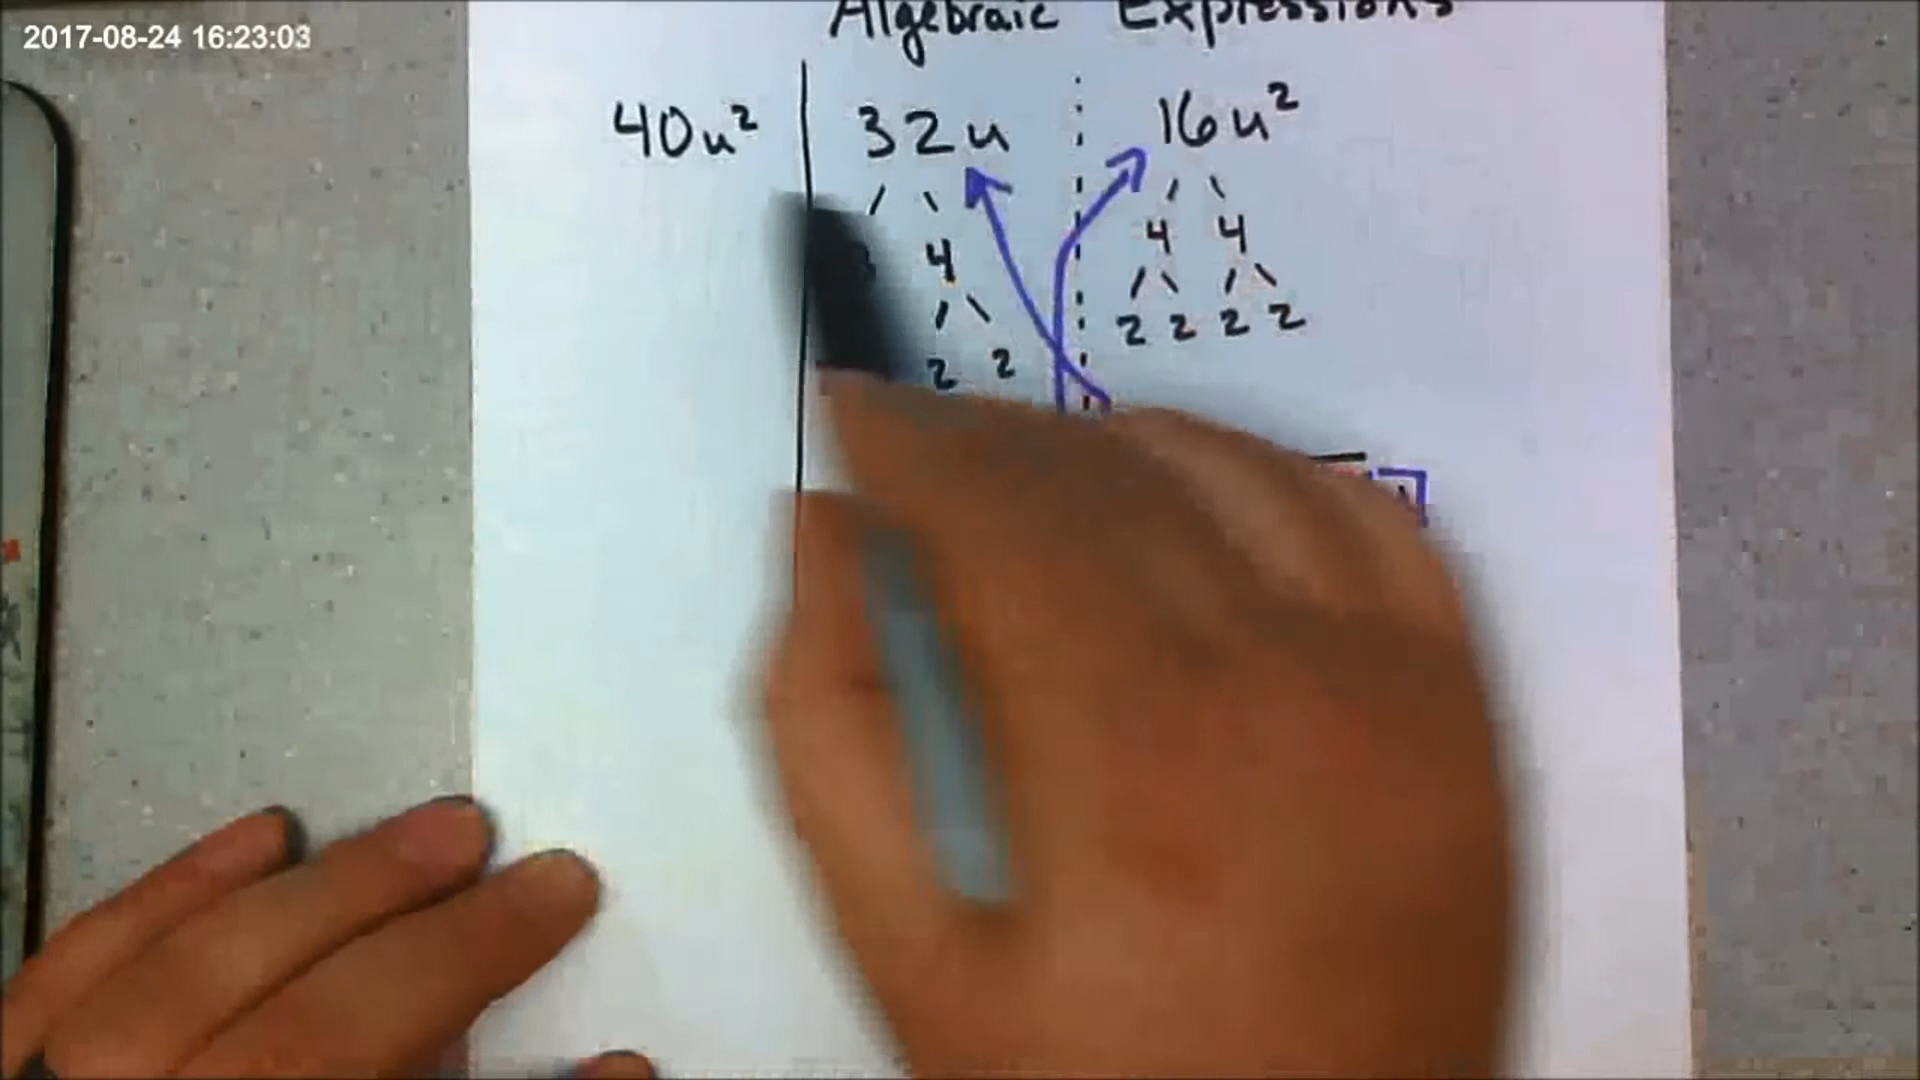 2017-08-24 16:23:03
Algebraic Expressions
40u² 32u 16u²
4 4 4
2 2 2 2
2 2